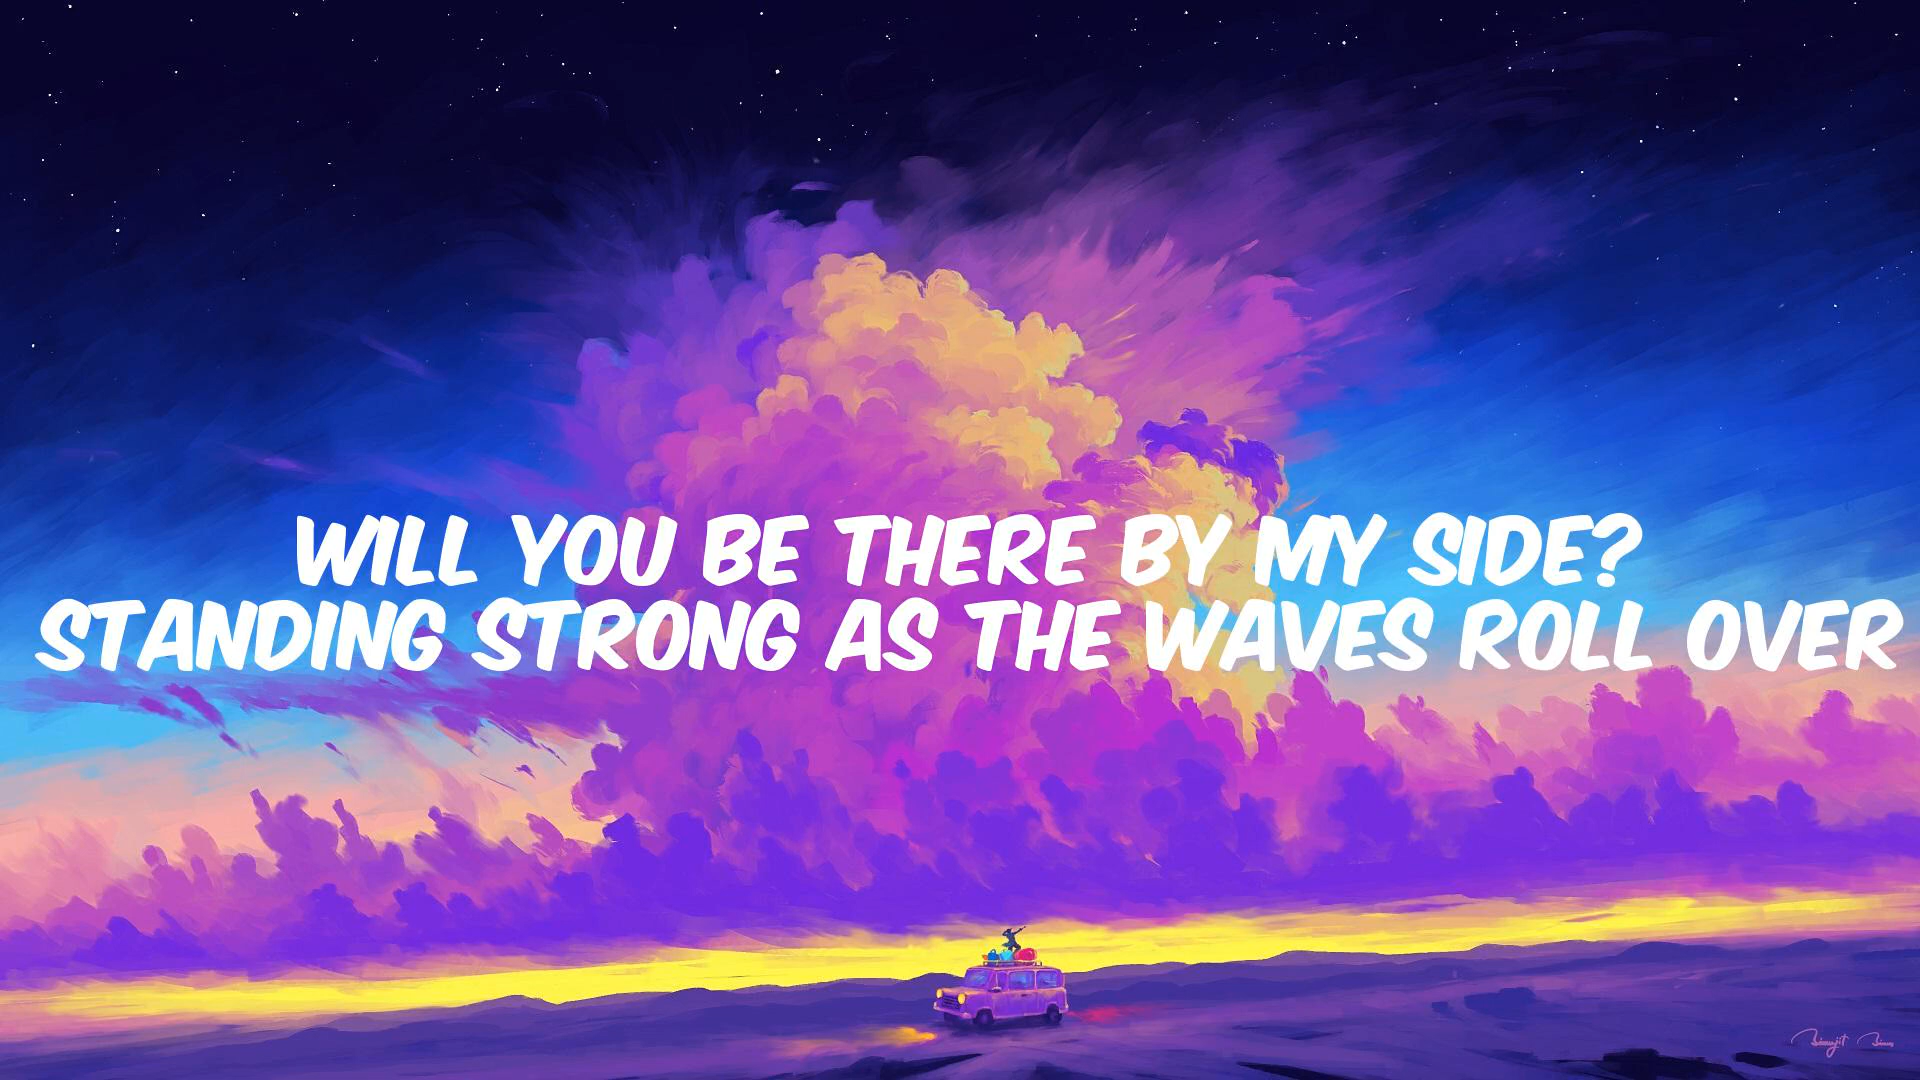 WILL YOU BE THERE BY MY SIDE?
STANDING STRONG AS THE WAVES ROLL OVER